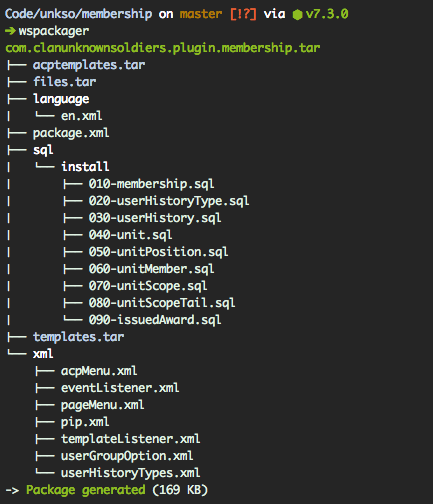 Code/unkso/membership on master [!?] via ⬢ v7.3.0
➔ wspackager
com.clanunknownsoldiers.plugin.membership.tar
├── acptemplates.tar
├── files.tar
├── language
|   └── en.xml
├── package.xml
├── sql
|   └── install
|       ├── 010-membership.sql
|       ├── 020-userHistoryType.sql
|       ├── 030-userHistory.sql
|       ├── 040-unit.sql
|       ├── 050-unitPosition.sql
|       ├── 060-unitMember.sql
|       ├── 070-unitScope.sql
|       ├── 080-unitScopeTail.sql
|       └── 090-issuedAward.sql
├── templates.tar
└── xml
    ├── acpMenu.xml
    ├── eventListener.xml
    ├── pageMenu.xml
    ├── pip.xml
    ├── templateListener.xml
    ├── userGroupOption.xml
    └── userHistoryTypes.xml
-> Package generated (169 KB)